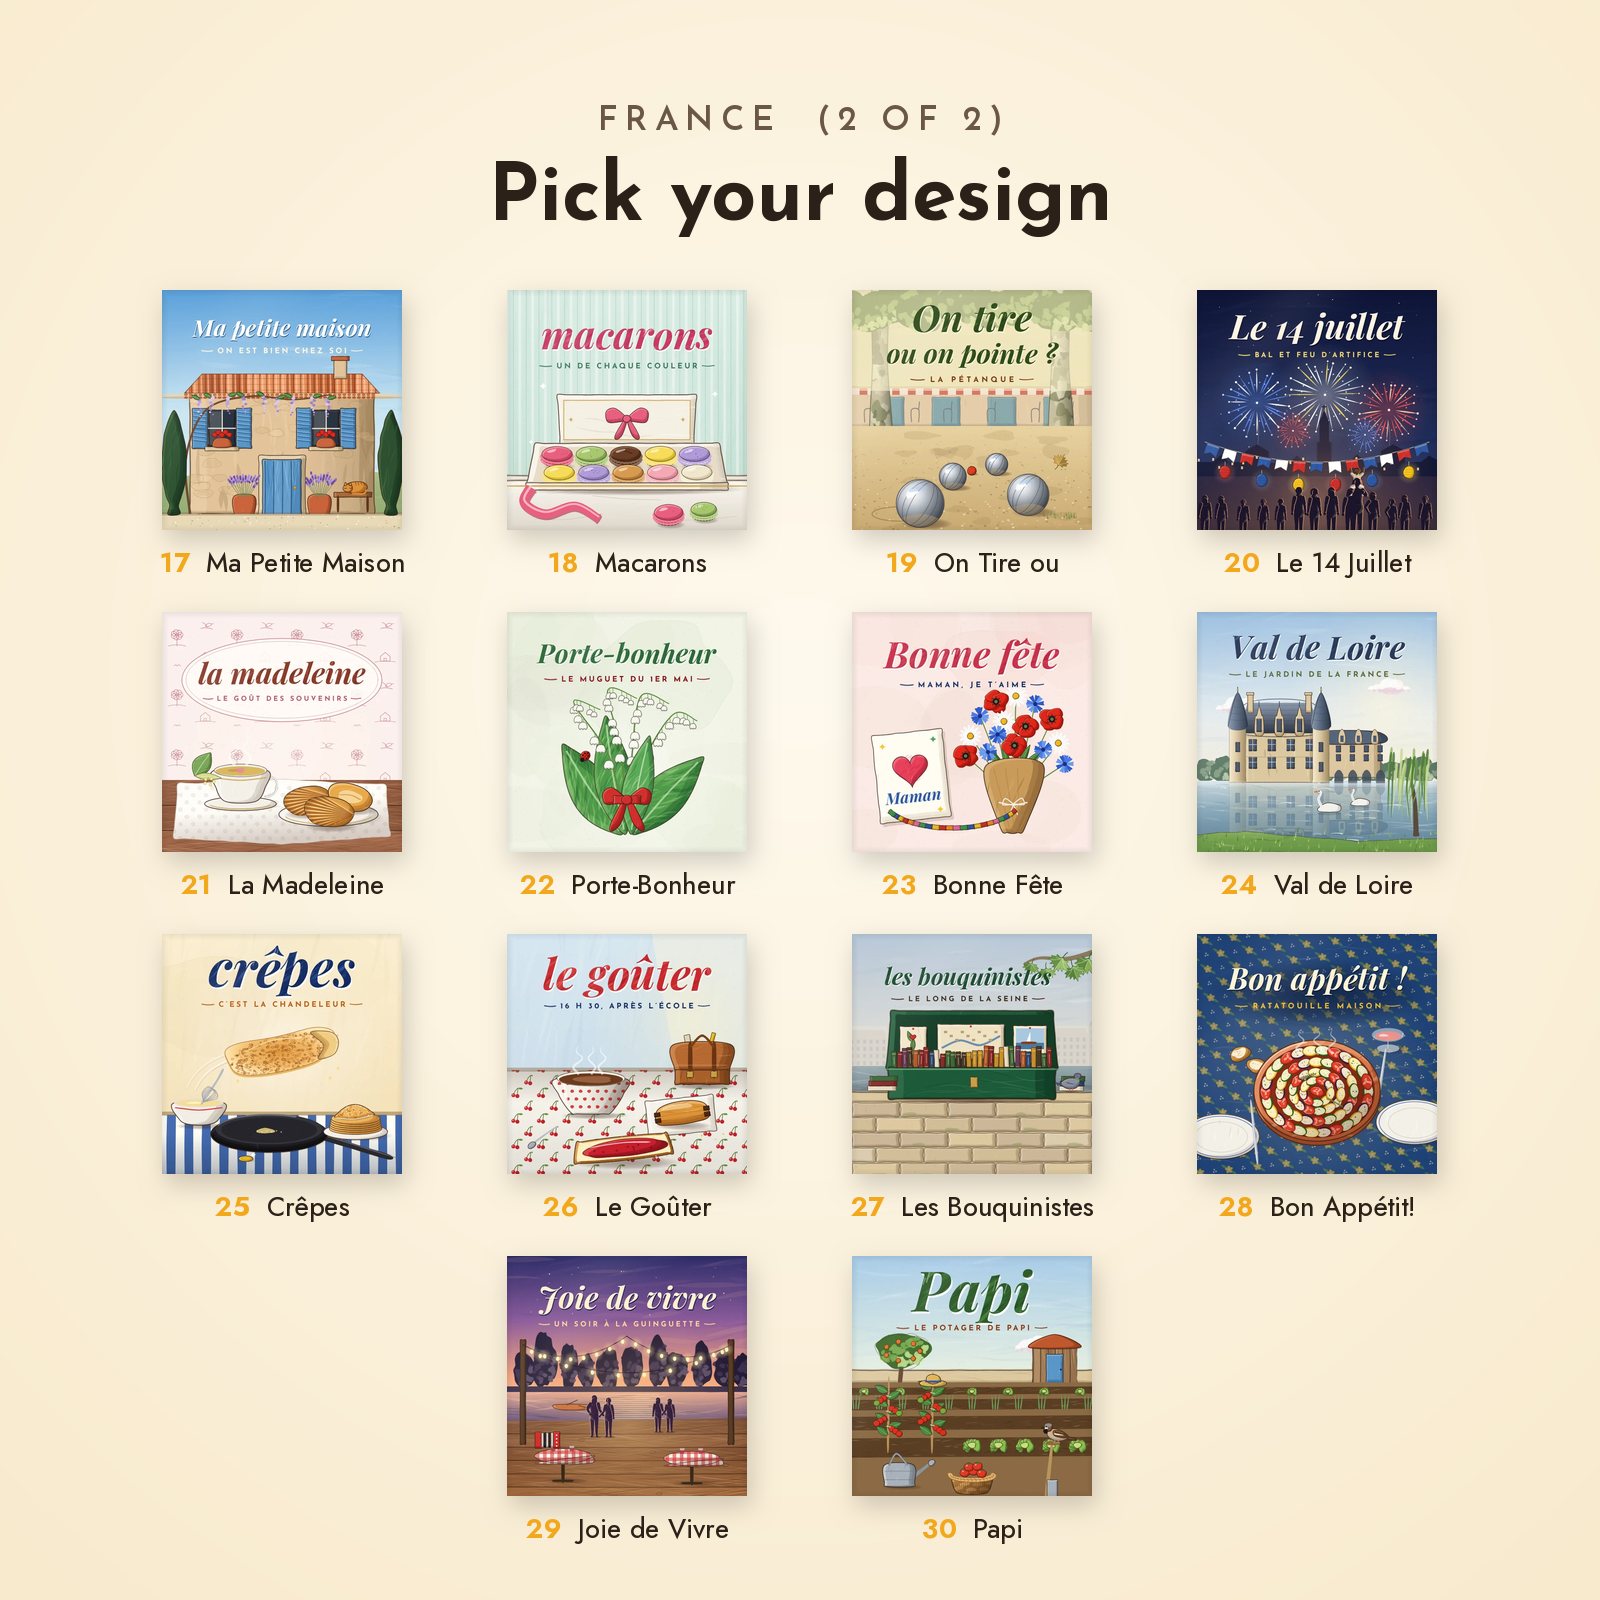 FRANCE (2 OF 2)
Pick your design
Ma petite maison
ON EST BIEN CHEZ SOI
17 Ma Petite Maison
macarons
UN DE CHAQUE COULEUR
18 Macarons
On tire
ou on pointe ?
LA PÉTANQUE
19 On Tire ou
Le 14 juillet
BAL ET FEU D'ARTIFICE
20 Le 14 Juillet
la madeleine
LE GOÛT DES SOUVENIRS
21 La Madeleine
Porte-bonheur
LE MUGUET DU 1ER MAI
22 Porte-Bonheur
Bonne fête
MAMAN, JE T'AIME
Maman
23 Bonne Fête
Val de Loire
LE JARDIN DE LA FRANCE
24 Val de Loire
crêpes
C'EST LA CHANDELEUR
25 Crêpes
le goûter
16 H 30, APRÈS L'ÉCOLE
26 Le Goûter
les bouquinistes
LE LONG DE LA SEINE
27 Les Bouquinistes
Bon appétit !
RATATOUILLE MAISON
28 Bon Appétit!
Joie de vivre
UN SOIR À LA GUINGUETTE
29 Joie de Vivre
Papi
LE POTAGER DE PAPI
30 Papi